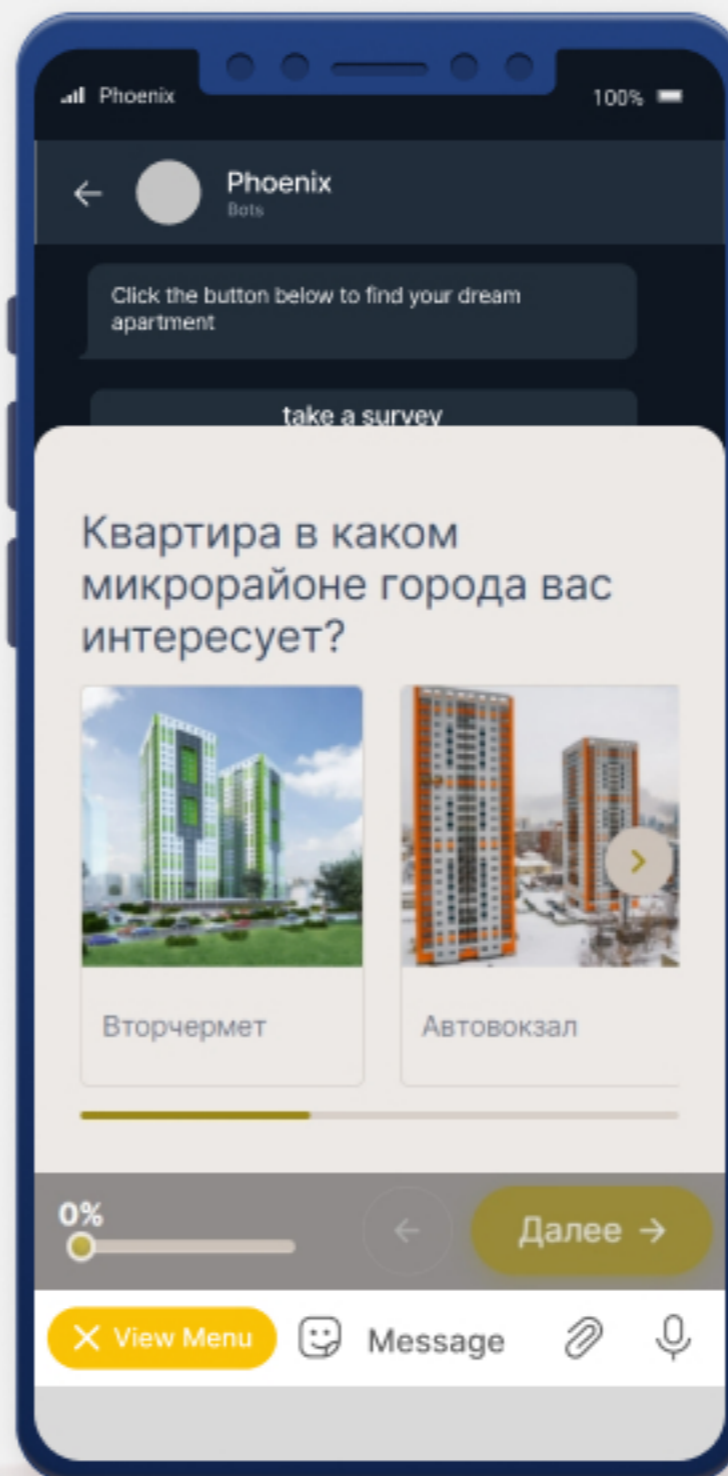 Phoenix
100%
Phoenix
Bots
Click the button below to find your dream
apartment
take a survey
Квартира в каком
микрорайоне города вас
интересует?
Вторчермет
Автовокзал
0%
Далее →
View Menu
Message